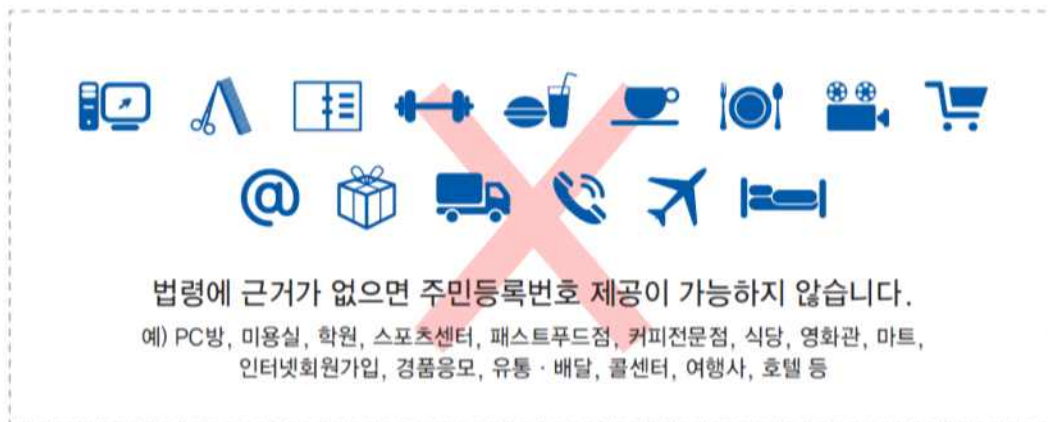 법령에 근거가 없으면 주민등록번호 제공이 가능하지 않습니다.
예) PC방, 미용실, 학원, 스포츠센터, 패스트푸드점, 커피전문점, 식당, 영화관, 마트,
인터넷회원가입, 경품응모, 유통 · 배달, 콜센터, 여행사, 호텔 등